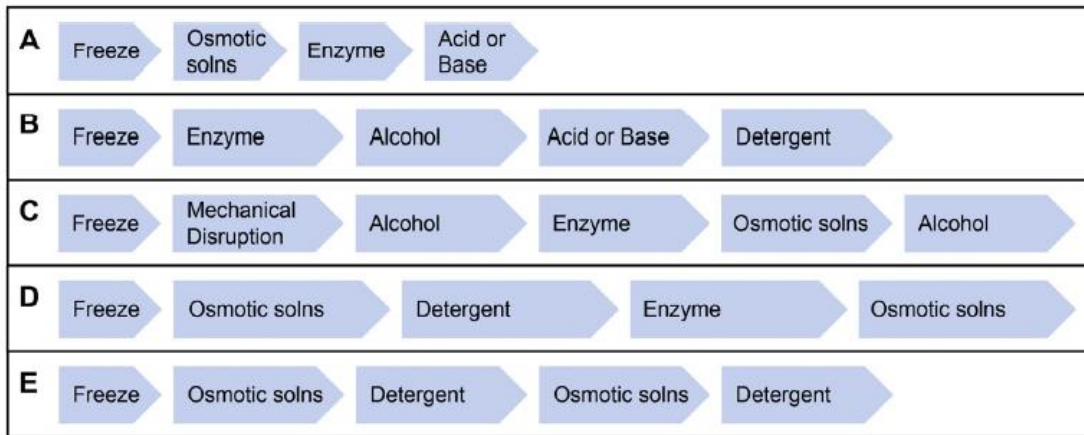 A Freeze Osmotic solns Enzyme Acid or Base
B Freeze Enzyme Alcohol Acid or Base Detergent
C Freeze Mechanical Disruption Alcohol Enzyme Osmotic solns Alcohol
D Freeze Osmotic solns Detergent Enzyme Osmotic solns
E Freeze Osmotic solns Detergent Osmotic solns Detergent